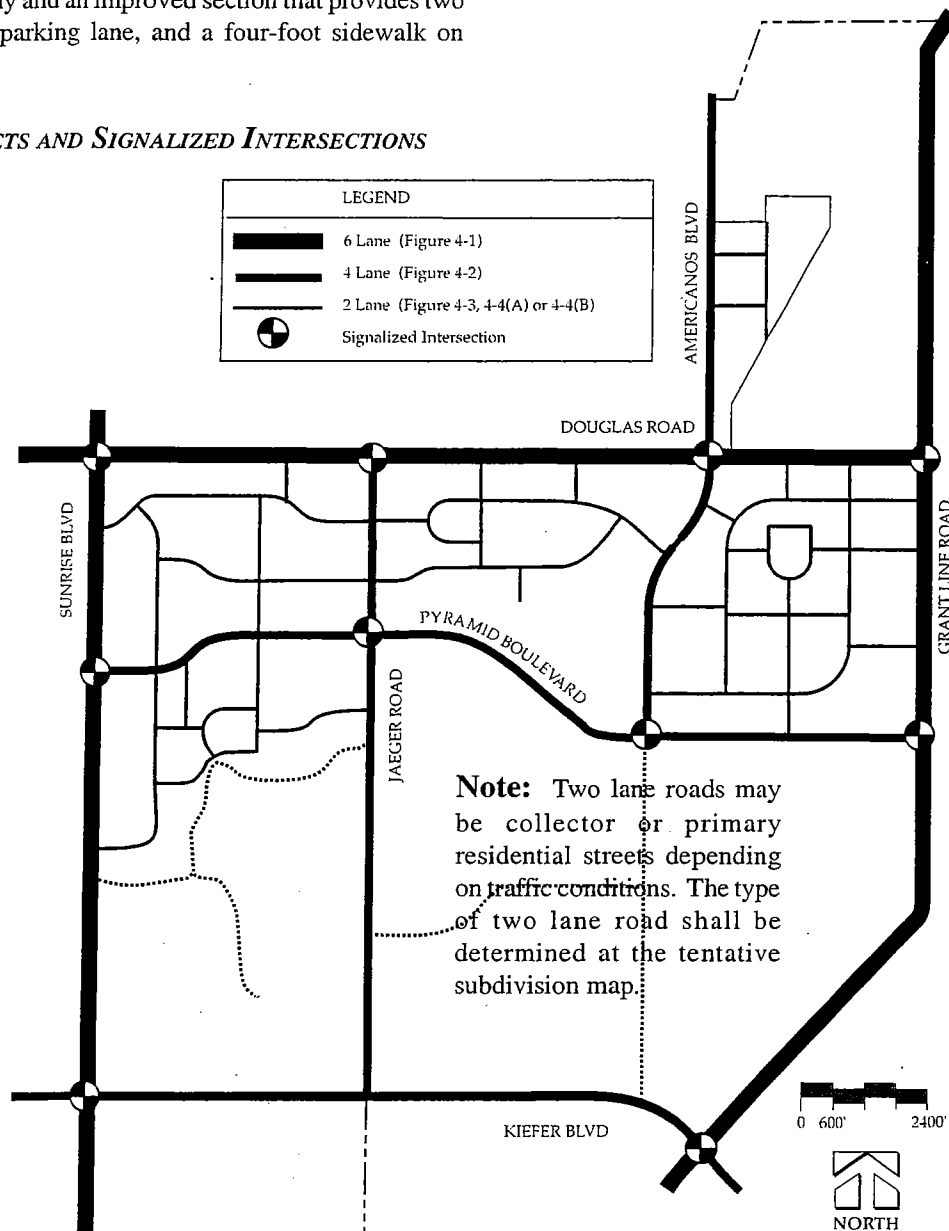 ly and an improved section that provides two
parking lane, and a four-foot sidewalk on
CTS AND SIGNALIZED INTERSECTIONS
LEGEND
6 Lane (Figure 4-1)
4 Lane (Figure 4-2)
2 Lane (Figure 4-3, 4-4(A) or 4-4(B)
Signalized Intersection
AMERICANOS BLVD
DOUGLAS ROAD
SUNRISE BLVD
GRANT LINE ROAD
PYRAMID BOULEVARD
JAEGER ROAD
Note: Two lane roads may
be collector or primary
residential streets depending
on traffic conditions. The type
of two lane road shall be
determined at the tentative
subdivision map.
KIEFER BLVD
0 600' 2400'
NORTH